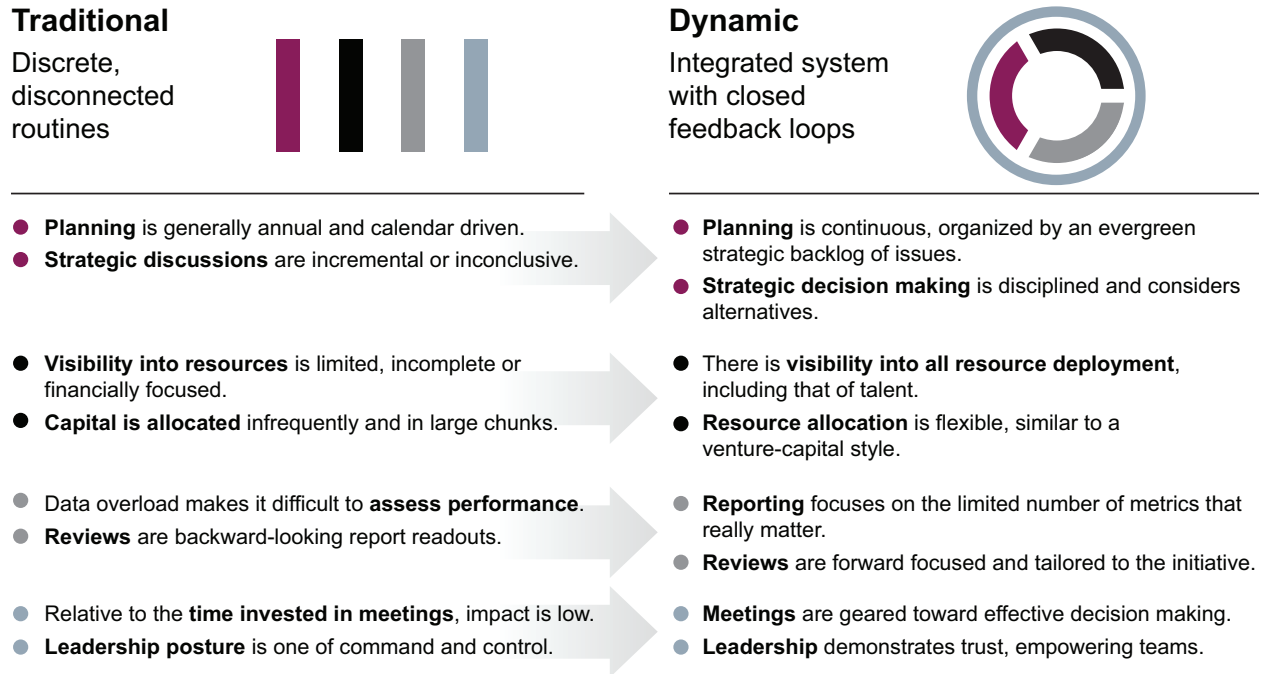 Traditional
Discrete,
disconnected
routines
Planning is generally annual and calendar driven.
Strategic discussions are incremental or inconclusive.
Visibility into resources is limited, incomplete or
financially focused.
Capital is allocated infrequently and in large chunks.
Data overload makes it difficult to assess performance.
Reviews are backward-looking report readouts.
Relative to the time invested in meetings, impact is low.
Leadership posture is one of command and control.
Dynamic
Integrated system
with closed
feedback loops
Planning is continuous, organized by an evergreen
strategic backlog of issues.
Strategic decision making is disciplined and considers
alternatives.
There is visibility into all resource deployment,
including that of talent.
Resource allocation is flexible, similar to a
venture-capital style.
Reporting focuses on the limited number of metrics that
really matter.
Reviews are forward focused and tailored to the initiative.
Meetings are geared toward effective decision making.
Leadership demonstrates trust, empowering teams.